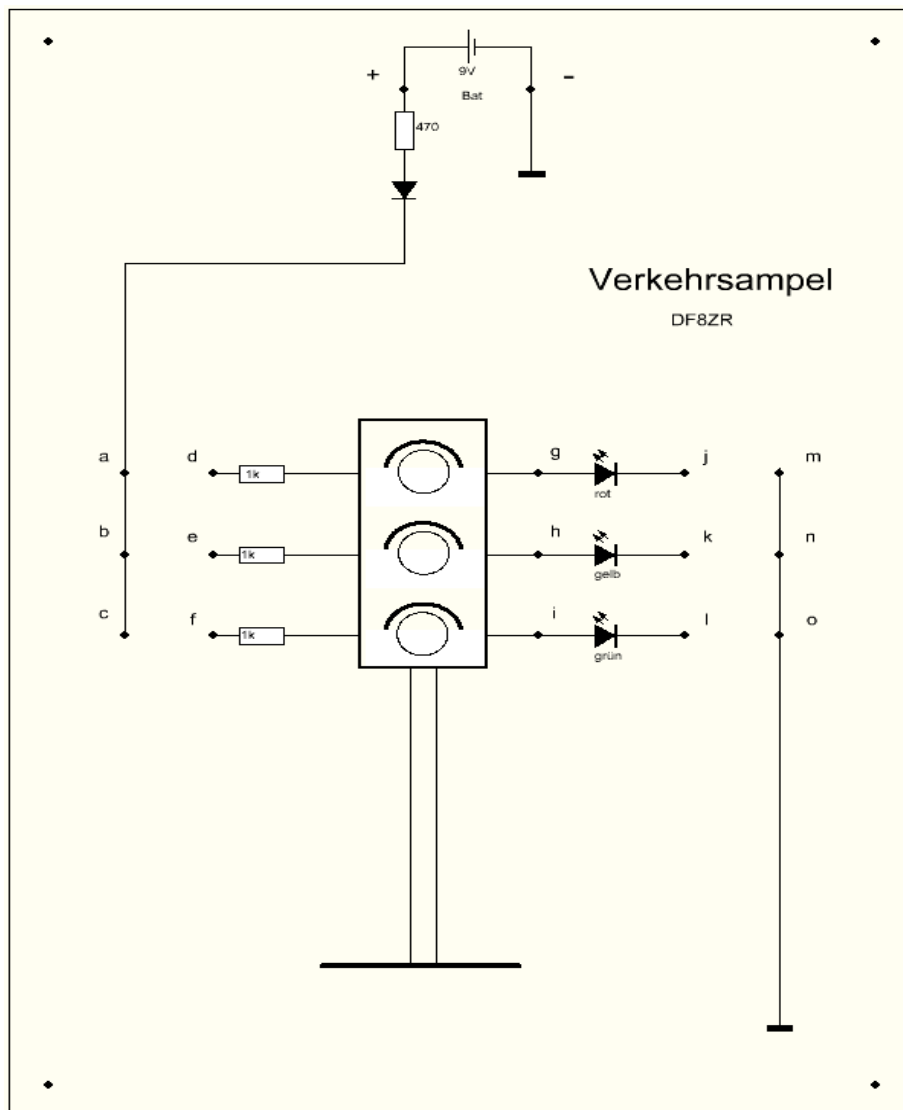 + 9V -
Bat
470
Verkehrsampel
DF8ZR
a d g j m
1k rot
b e h k n
1k gelb
c f i l o
1k grün